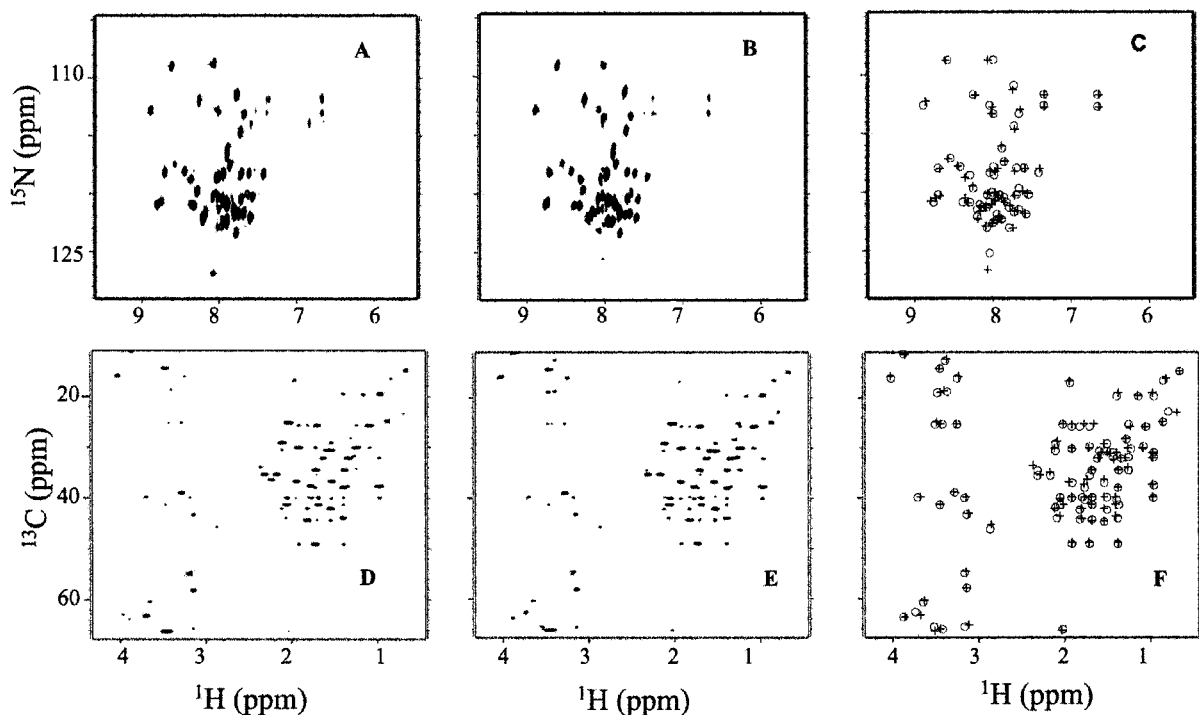 A
B
C
110
125
¹⁵N (ppm)
9 8 7 6
9 8 7 6
9 8 7 6
20
40
60
¹³C (ppm)
D
E
F
4 3 2 1
4 3 2 1
4 3 2 1
¹H (ppm)
¹H (ppm)
¹H (ppm)